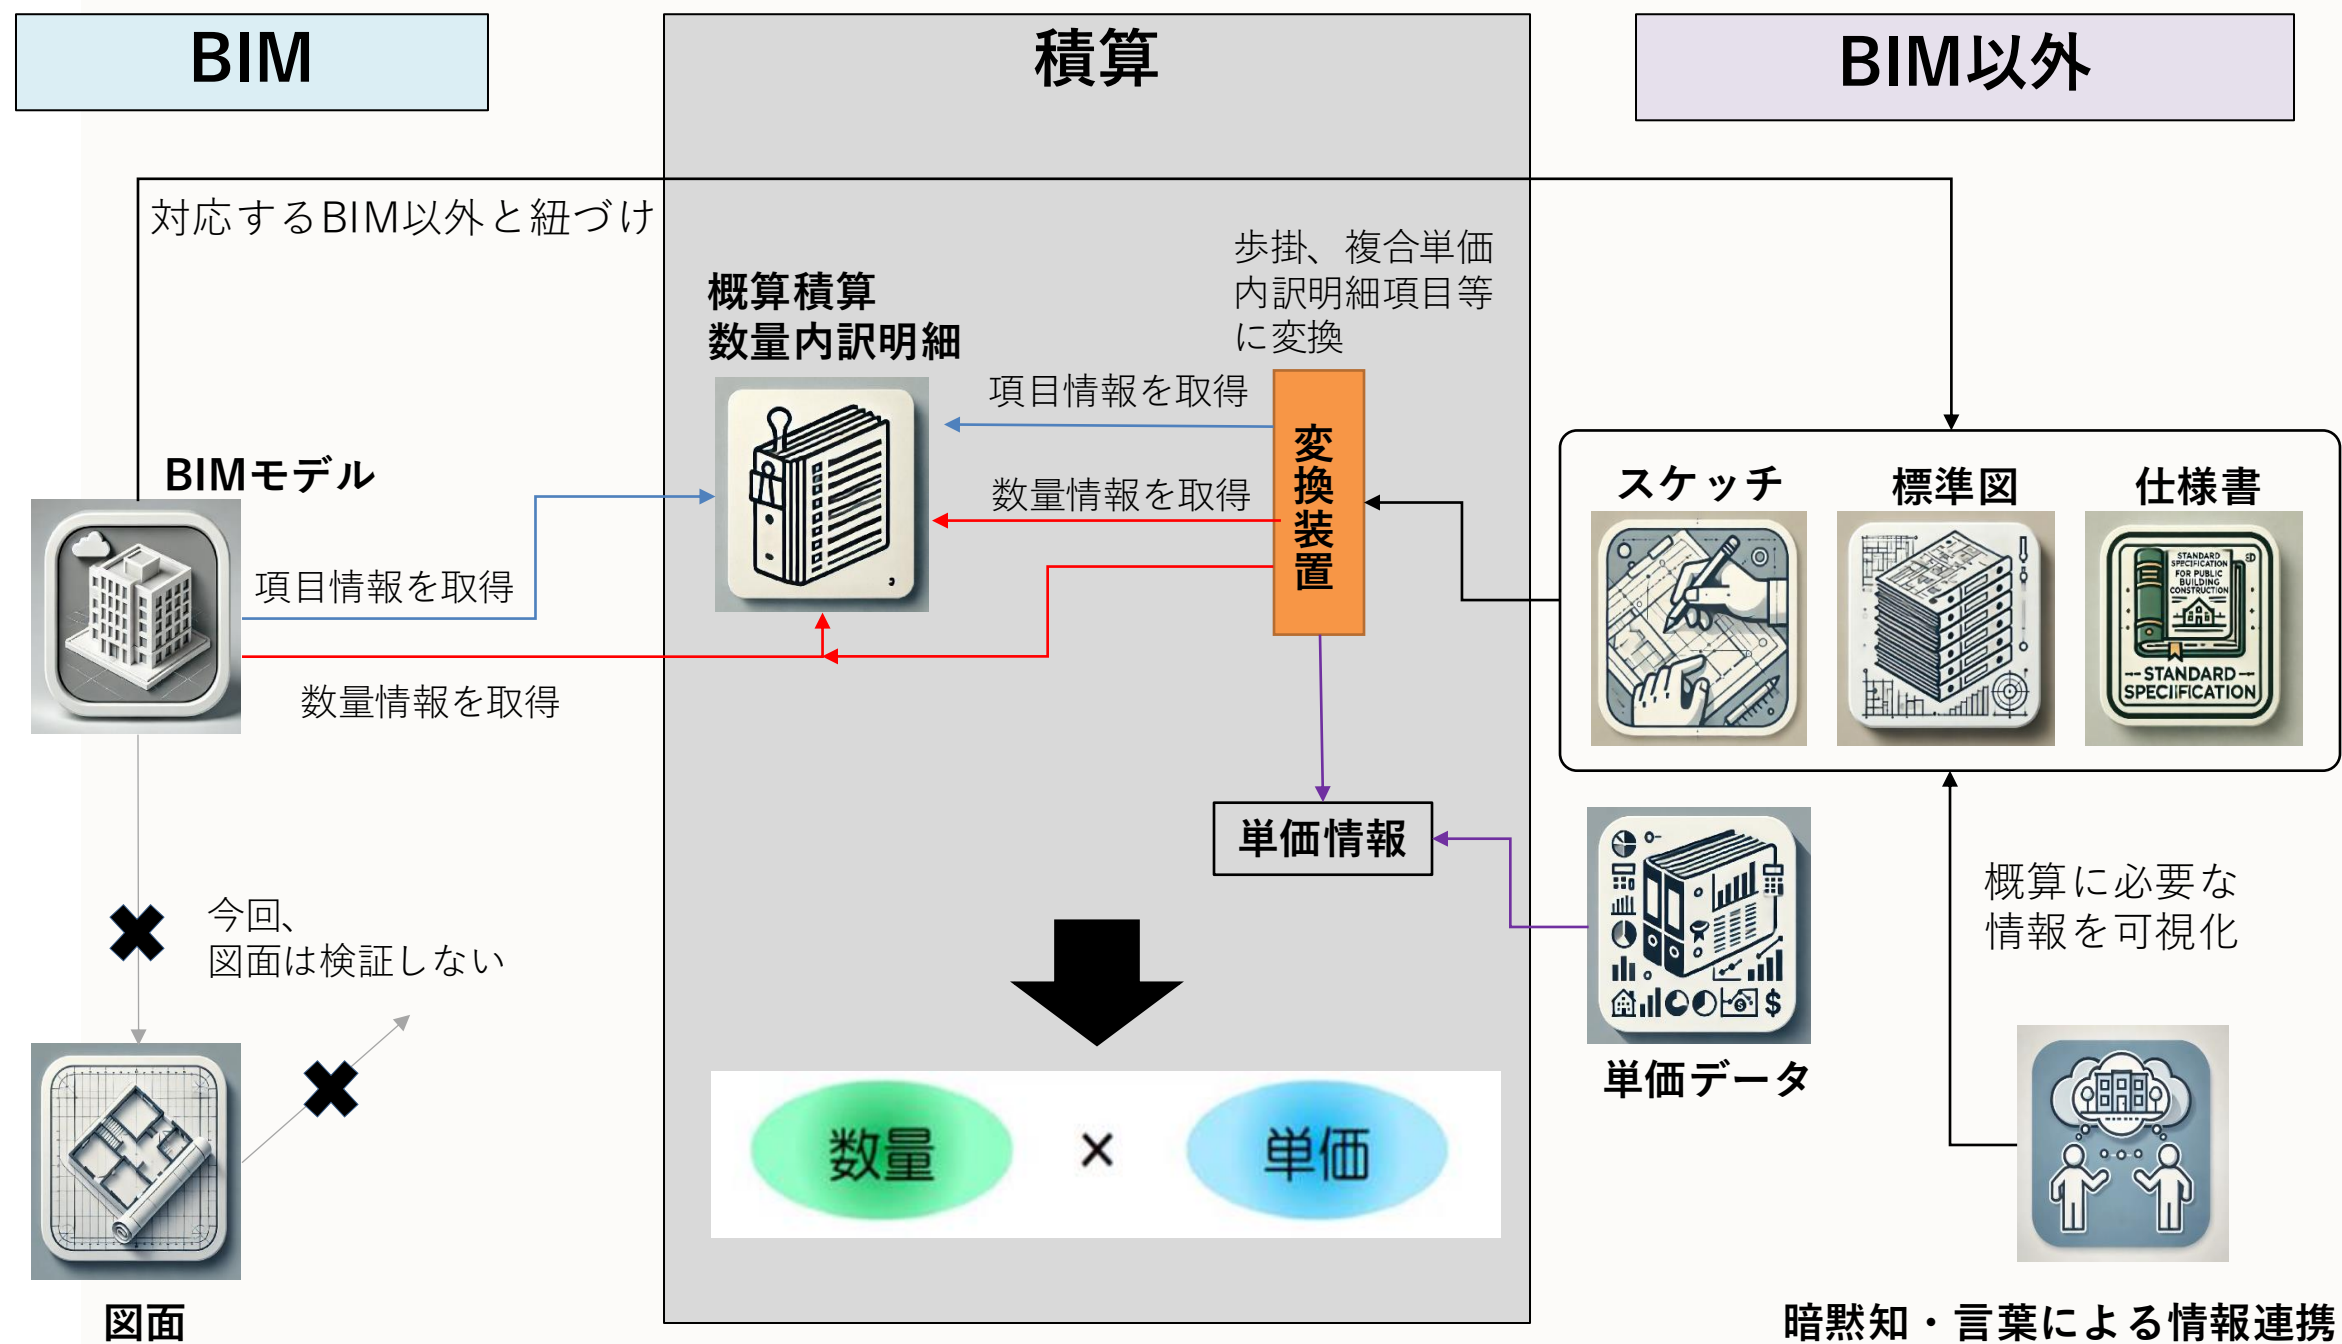 BIM
積算
BIM以外
対応するBIM以外と紐づけ
歩掛、複合単価
内訳明細項目等
に変換
概算積算
数量内訳明細
項目情報を取得
数量情報を取得
変換装置
BIMモデル
項目情報を取得
数量情報を取得
スケッチ
標準図
仕様書
STANDARD
SPECIFICATION
FOR PUBLIC
BUILDING
CONSTRUCTION
STANDARD
SPECIFICATION
単価情報
今回、
図面は検証しない
$
単価データ
概算に必要な
情報を可視化
数量 × 単価
図面
暗黙知・言葉による情報連携